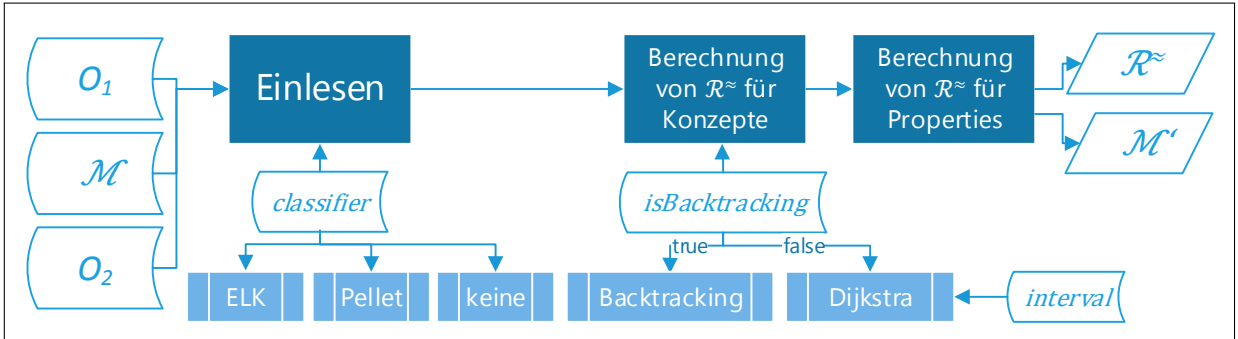 O₁
ℳ
O₂
Einlesen
Berechnung
von ℛ≈ für
Konzepte
Berechnung
von ℛ≈ für
Properties
ℛ≈
ℳ‘
classifier
isBacktracking
true
false
ELK
Pellet
keine
Backtracking
Dijkstra
interval